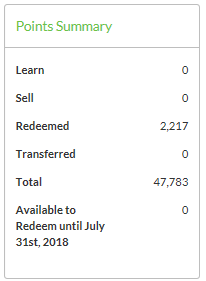 Points Summary
Learn 0
Sell 0
Redeemed 2,217
Transferred 0
Total 47,783
Available to 0
Redeem until July
31st, 2018